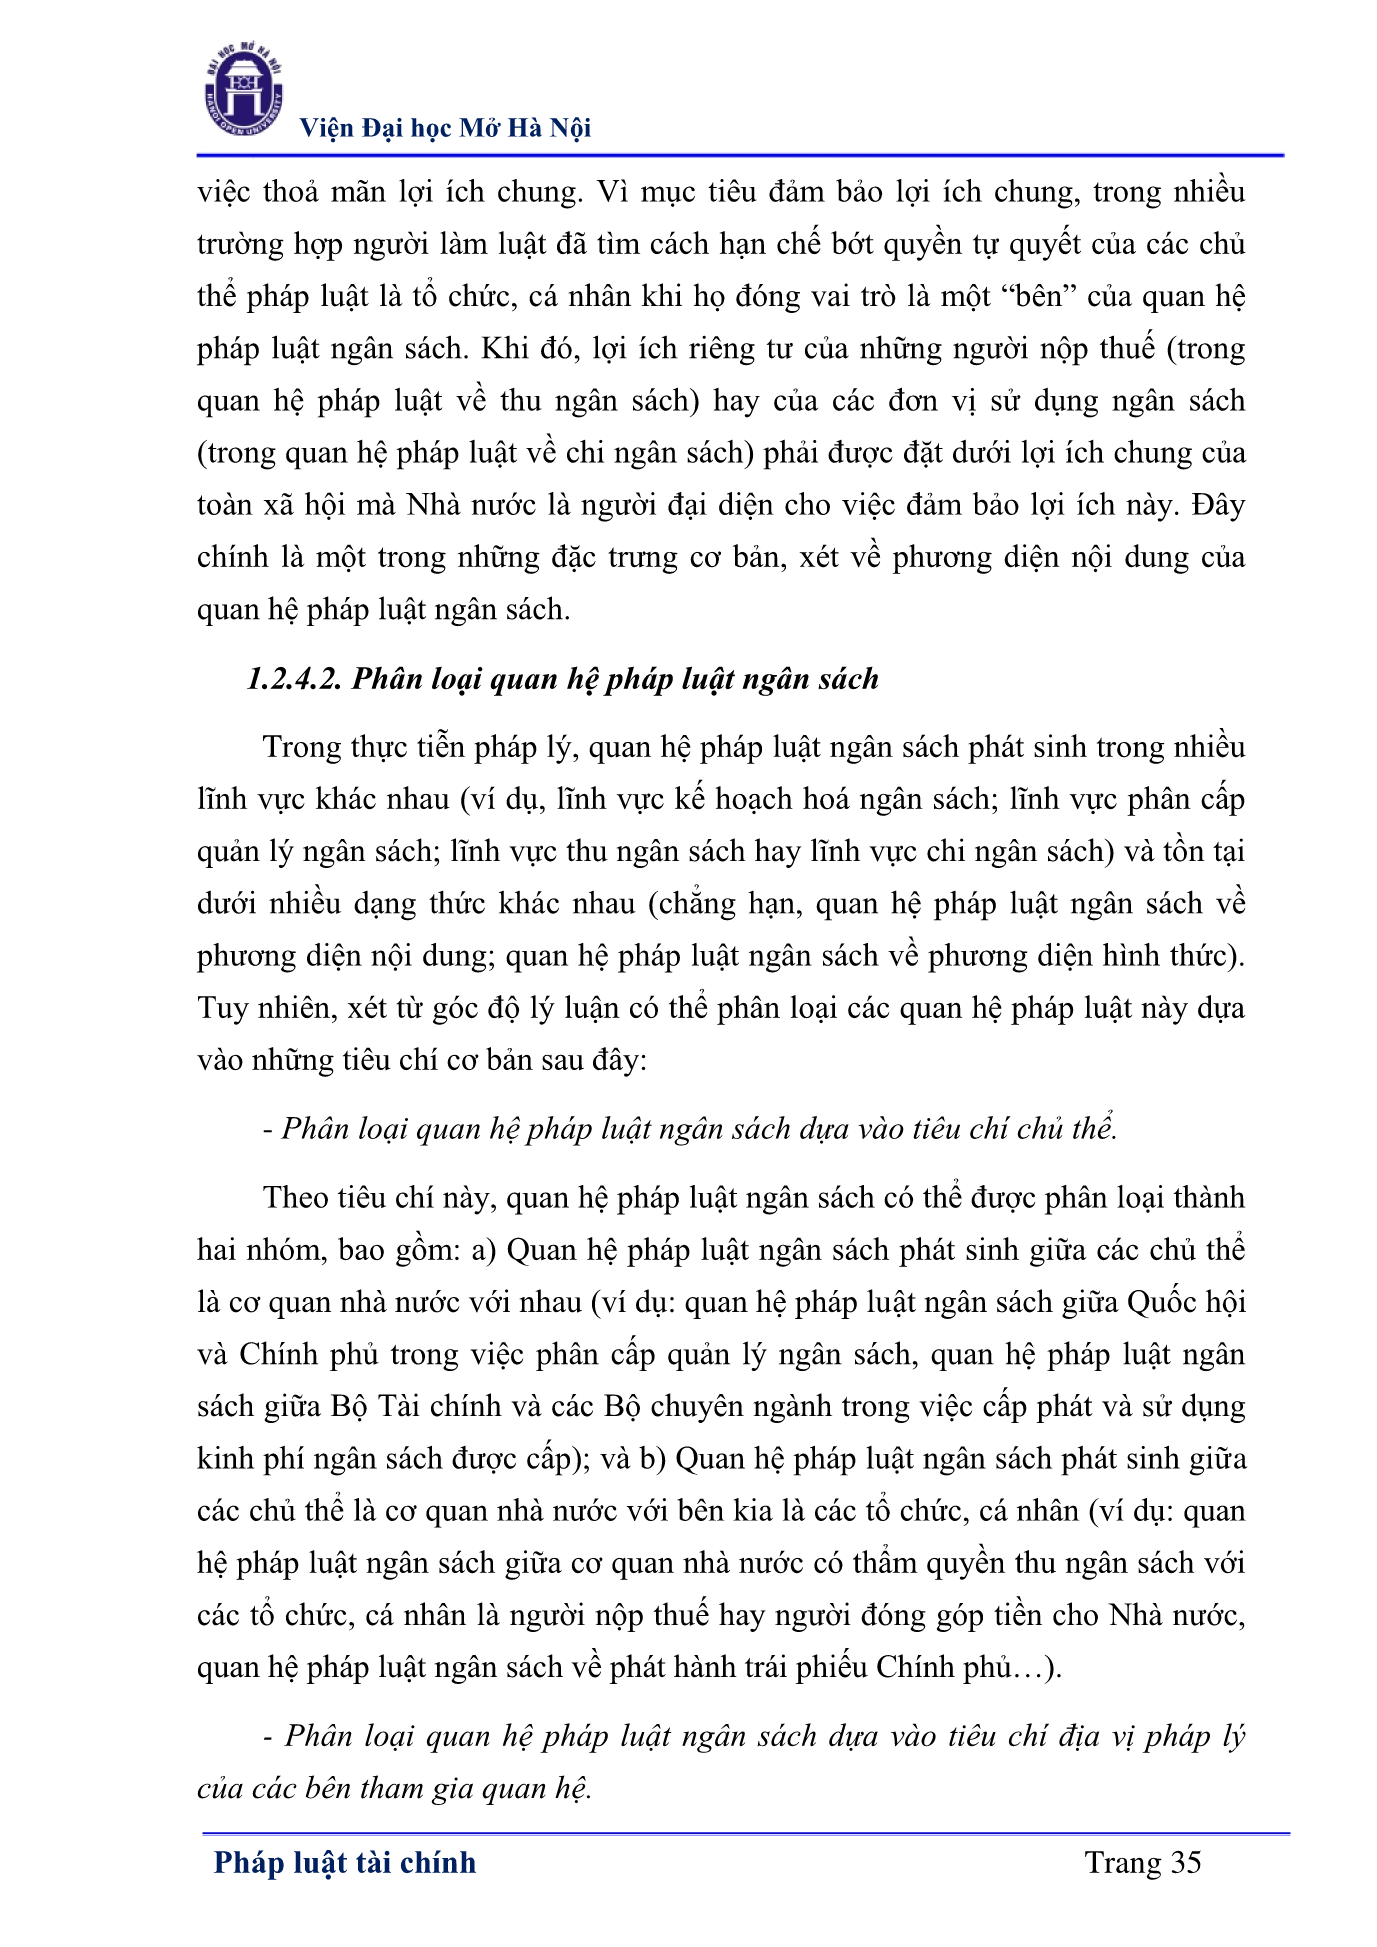 ĐẠI HỌC MỞ HÀ NỘI
HANOI OPEN UNIVERSITY
Viện Đại học Mở Hà Nội
việc thoả mãn lợi ích chung. Vì mục tiêu đảm bảo lợi ích chung, trong nhiều
trường hợp người làm luật đã tìm cách hạn chế bớt quyền tự quyết của các chủ
thể pháp luật là tổ chức, cá nhân khi họ đóng vai trò là một “bên” của quan hệ
pháp luật ngân sách. Khi đó, lợi ích riêng tư của những người nộp thuế (trong
quan hệ pháp luật về thu ngân sách) hay của các đơn vị sử dụng ngân sách
(trong quan hệ pháp luật về chi ngân sách) phải được đặt dưới lợi ích chung của
toàn xã hội mà Nhà nước là người đại diện cho việc đảm bảo lợi ích này. Đây
chính là một trong những đặc trưng cơ bản, xét về phương diện nội dung của
quan hệ pháp luật ngân sách.
1.2.4.2. Phân loại quan hệ pháp luật ngân sách
Trong thực tiễn pháp lý, quan hệ pháp luật ngân sách phát sinh trong nhiều
lĩnh vực khác nhau (ví dụ, lĩnh vực kế hoạch hoá ngân sách; lĩnh vực phân cấp
quản lý ngân sách; lĩnh vực thu ngân sách hay lĩnh vực chi ngân sách) và tồn tại
dưới nhiều dạng thức khác nhau (chẳng hạn, quan hệ pháp luật ngân sách về
phương diện nội dung; quan hệ pháp luật ngân sách về phương diện hình thức).
Tuy nhiên, xét từ góc độ lý luận có thể phân loại các quan hệ pháp luật này dựa
vào những tiêu chí cơ bản sau đây:
- Phân loại quan hệ pháp luật ngân sách dựa vào tiêu chí chủ thể.
Theo tiêu chí này, quan hệ pháp luật ngân sách có thể được phân loại thành
hai nhóm, bao gồm: a) Quan hệ pháp luật ngân sách phát sinh giữa các chủ thể
là cơ quan nhà nước với nhau (ví dụ: quan hệ pháp luật ngân sách giữa Quốc hội
và Chính phủ trong việc phân cấp quản lý ngân sách, quan hệ pháp luật ngân
sách giữa Bộ Tài chính và các Bộ chuyên ngành trong việc cấp phát và sử dụng
kinh phí ngân sách được cấp); và b) Quan hệ pháp luật ngân sách phát sinh giữa
các chủ thể là cơ quan nhà nước với bên kia là các tổ chức, cá nhân (ví dụ: quan
hệ pháp luật ngân sách giữa cơ quan nhà nước có thẩm quyền thu ngân sách với
các tổ chức, cá nhân là người nộp thuế hay người đóng góp tiền cho Nhà nước,
quan hệ pháp luật ngân sách về phát hành trái phiếu Chính phủ…).
- Phân loại quan hệ pháp luật ngân sách dựa vào tiêu chí địa vị pháp lý
của các bên tham gia quan hệ.
Pháp luật tài chính Trang 35